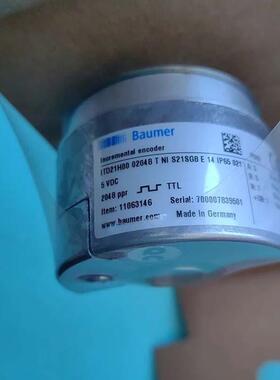 Baumer
Incremental encoder
ITD21H00 02048 T NI S21SG8 E 14 IP65 021
5 VDC
2048 ppr TTL
Item: 11063146 Serial: 700007839501
www.baumer.com Made in Germany